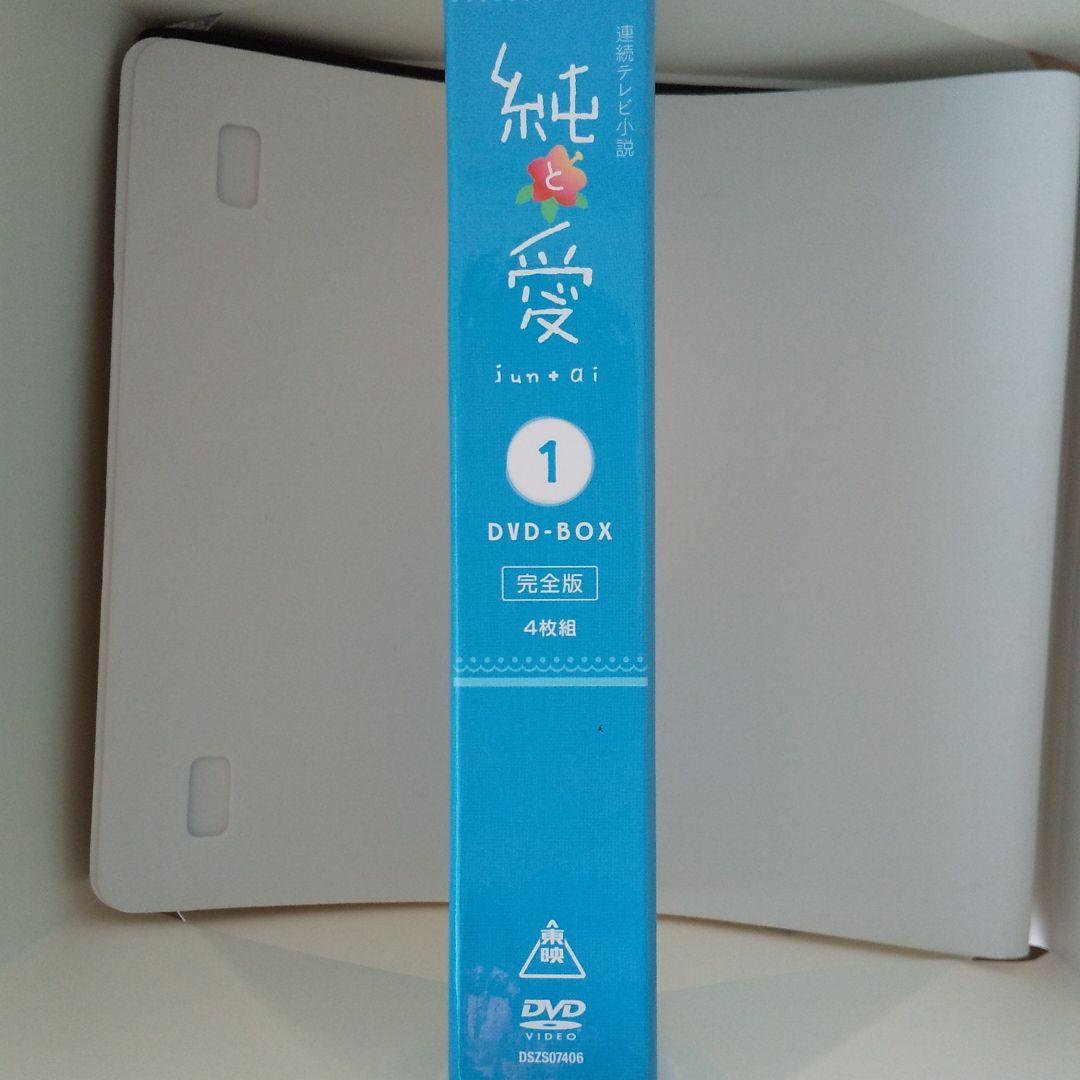 連続テレビ小説
純と愛
jun+ai
1
DVD-BOX
完全版
4枚組
東映
DVD
VIDEO
DSZS07406